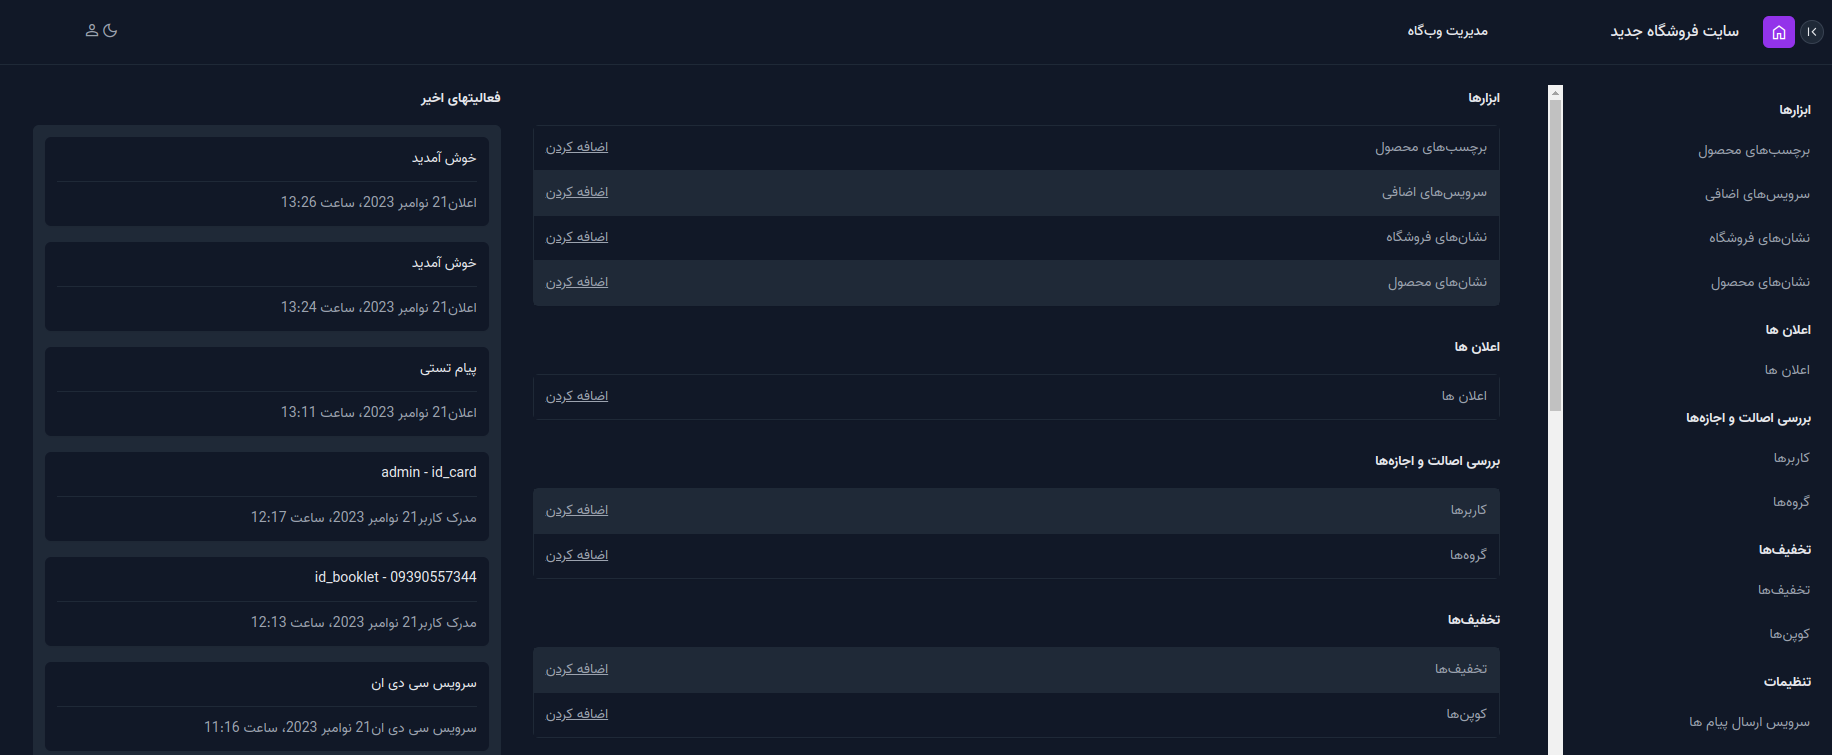 سایت فروشگاه جدید
مدیریت وب‌گاه
ابزارها
برچسب‌های محصول
سرویس‌های اضافی
نشان‌های فروشگاه
نشان‌های محصول
اعلان ها
اعلان ها
بررسی اصالت و اجازه‌ها
کاربرها
گروه‌ها
تخفیف‌ها
تخفیف‌ها
کوپن‌ها
تنظیمات
سرویس ارسال پیام ها
ابزارها
برچسب‌های محصول اضافه کردن
سرویس‌های اضافی اضافه کردن
نشان‌های فروشگاه اضافه کردن
نشان‌های محصول اضافه کردن
اعلان ها
اعلان ها اضافه کردن
بررسی اصالت و اجازه‌ها
کاربرها اضافه کردن
گروه‌ها اضافه کردن
تخفیف‌ها
تخفیف‌ها اضافه کردن
کوپن‌ها اضافه کردن
فعالیتهای اخیر
خوش آمدید
اعلان21 نوامبر 2023، ساعت 13:26
خوش آمدید
اعلان21 نوامبر 2023، ساعت 13:24
پیام تستی
اعلان21 نوامبر 2023، ساعت 13:11
admin - id_card
مدرک کاربر21 نوامبر 2023، ساعت 12:17
id_booklet - 09390557344
مدرک کاربر21 نوامبر 2023، ساعت 12:13
سرویس سی دی ان
سرویس سی دی ان21 نوامبر 2023، ساعت 11:16